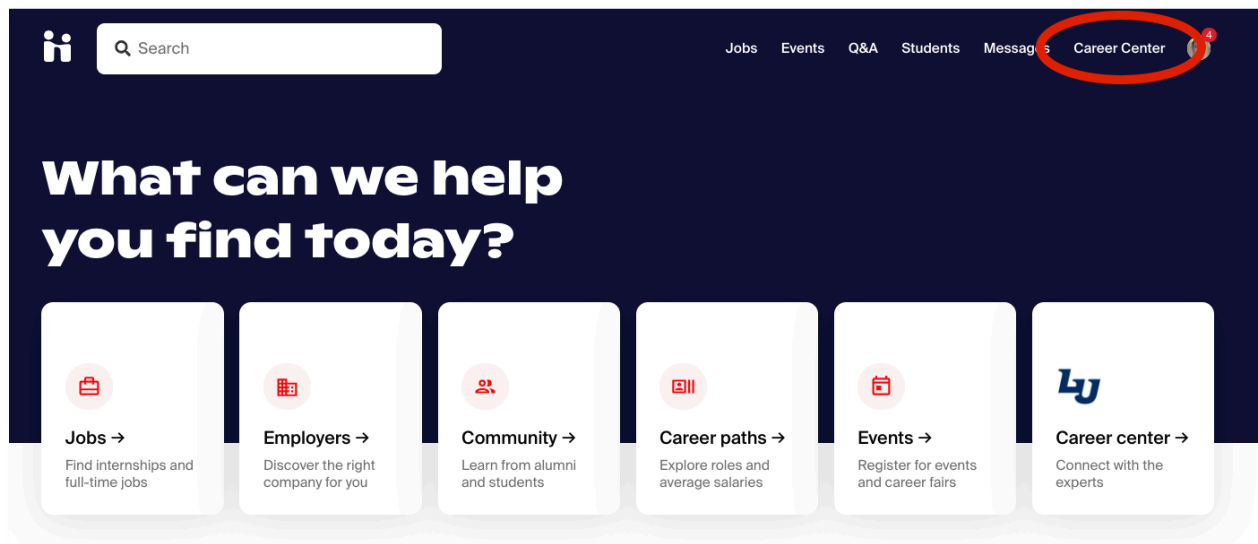 Search
Jobs Events Q&A Students Messages Career Center 4
What can we help
you find today?
Jobs →
Find internships and
full-time jobs
Employers →
Discover the right
company for you
Community →
Learn from alumni
and students
Career paths →
Explore roles and
average salaries
Events →
Register for events
and career fairs
LU
Career center →
Connect with the
experts